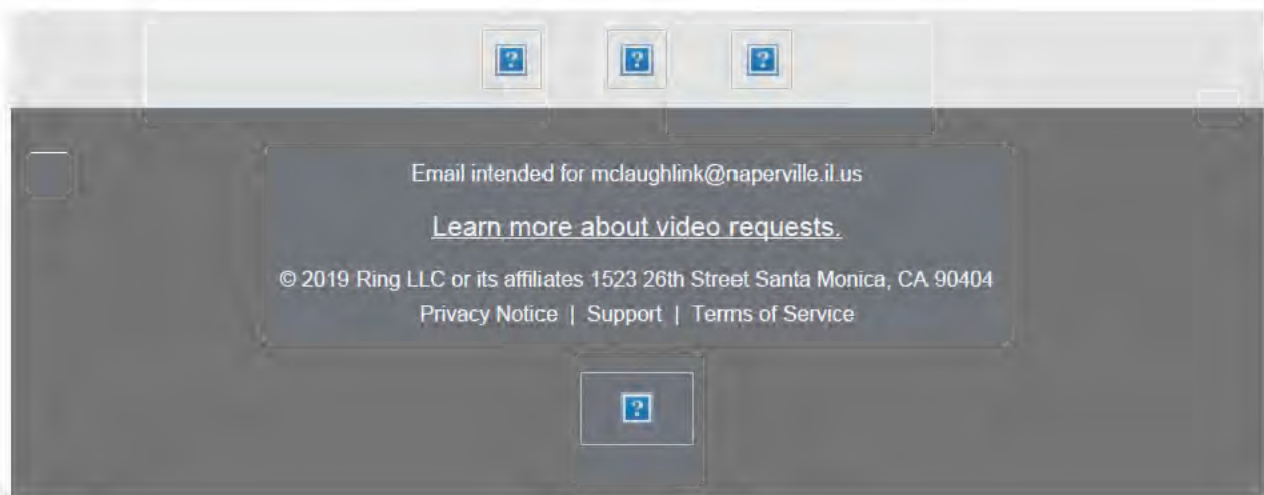 Email intended for mclaughlink@naperville.il.us
Learn more about video requests.
© 2019 Ring LLC or its affiliates 1523 26th Street Santa Monica, CA 90404
Privacy Notice | Support | Terms of Service